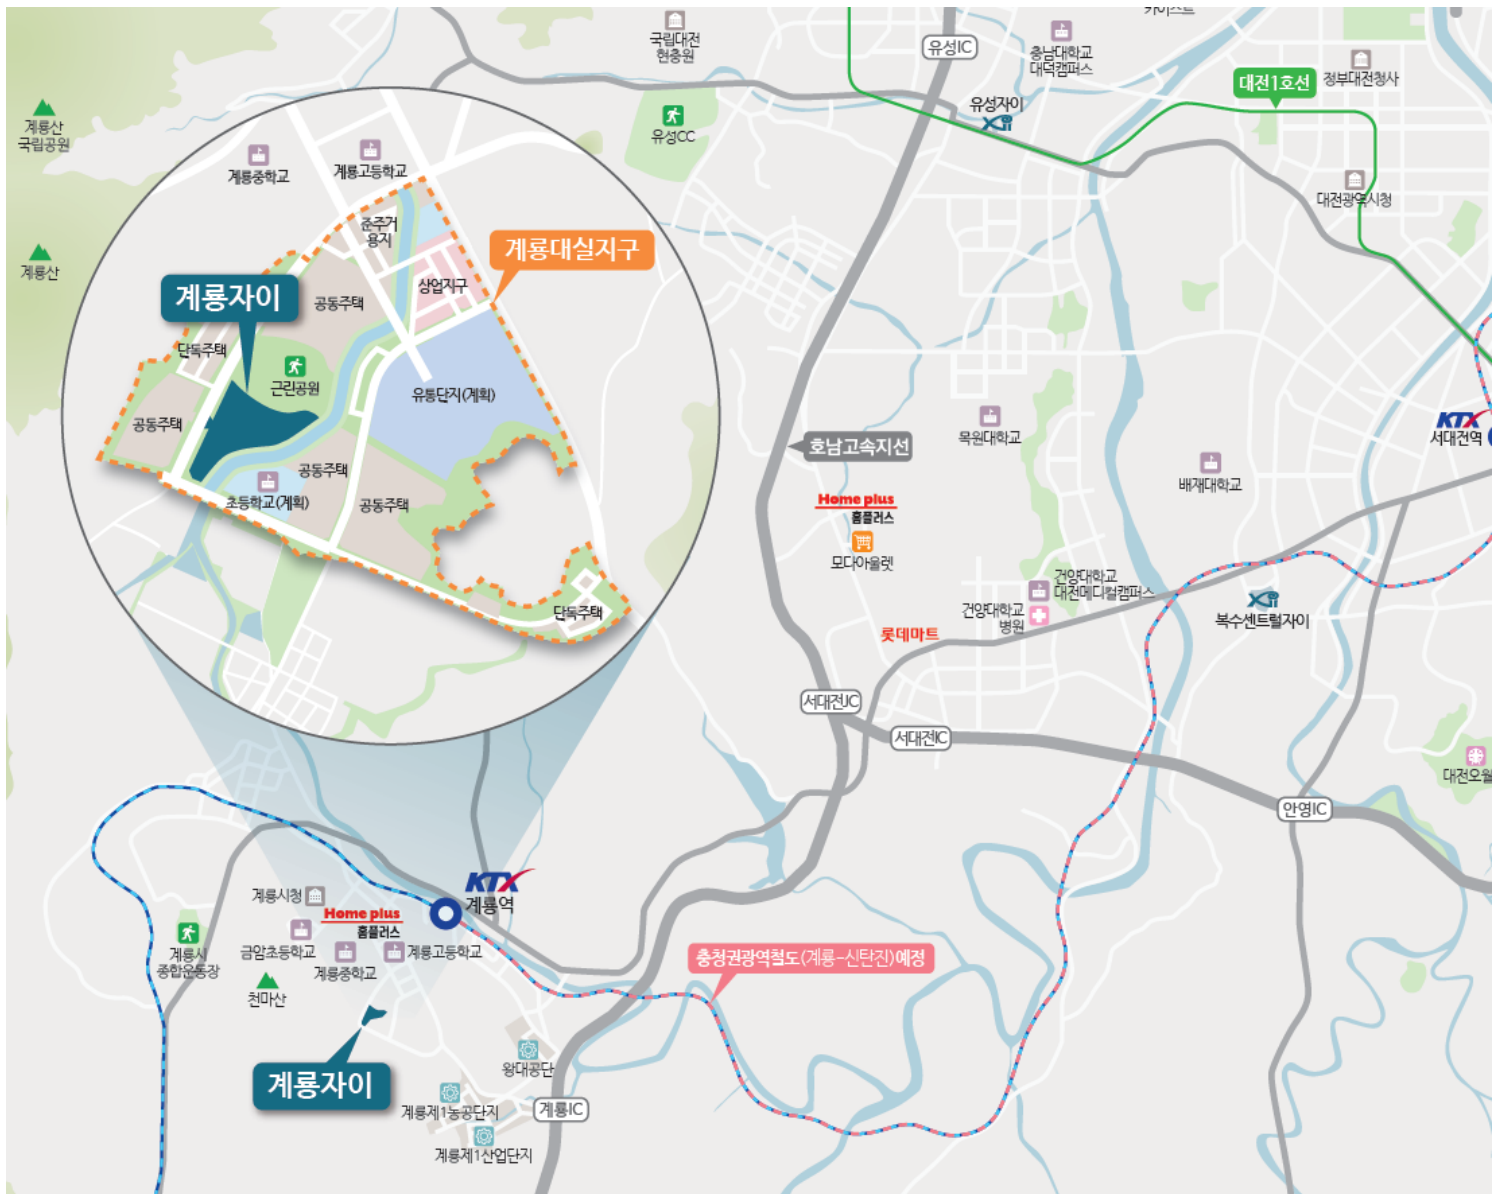 카이스트
국립대전
현충원
유성IC
충남대학교
대덕캠퍼스
대전1호선
정부대전청사
계룡산
국립공원
유성CC
유성자이
Xii
대전광역시청
계룡중학교
계룡고등학교
준주거
용지
계룡대실지구
계룡산
상업지구
계룡자이
공동주택
단독주택
근린공원
유통단지(계획)
공동주택
목원대학교
KTX
서대전역
호남고속지선
공동주택
배재대학교
초등학교(계획)
공동주택
Home plus
홈플러스
모다아울렛
건양대학교
대전메디컬캠퍼스
건양대학교
병원
단독주택
Xii
복수센트럴자이
롯데마트
서대전JC
서대전IC
대전오월
안영IC
KTX
계룡역
계룡시청
Home plus
홈플러스
금암초등학교
계룡고등학교
계룡시
종합운동장
계룡중학교
충청권광역철도(계룡-신탄진)예정
천마산
계룡자이
왕대공단
계룡제1농공단지
계룡IC
계룡제1산업단지